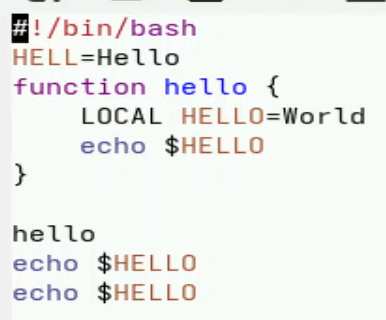 #!/bin/bash
HELL=Hello
function hello {
    LOCAL HELLO=World
    echo $HELLO
}

hello
echo $HELLO
echo $HELLO